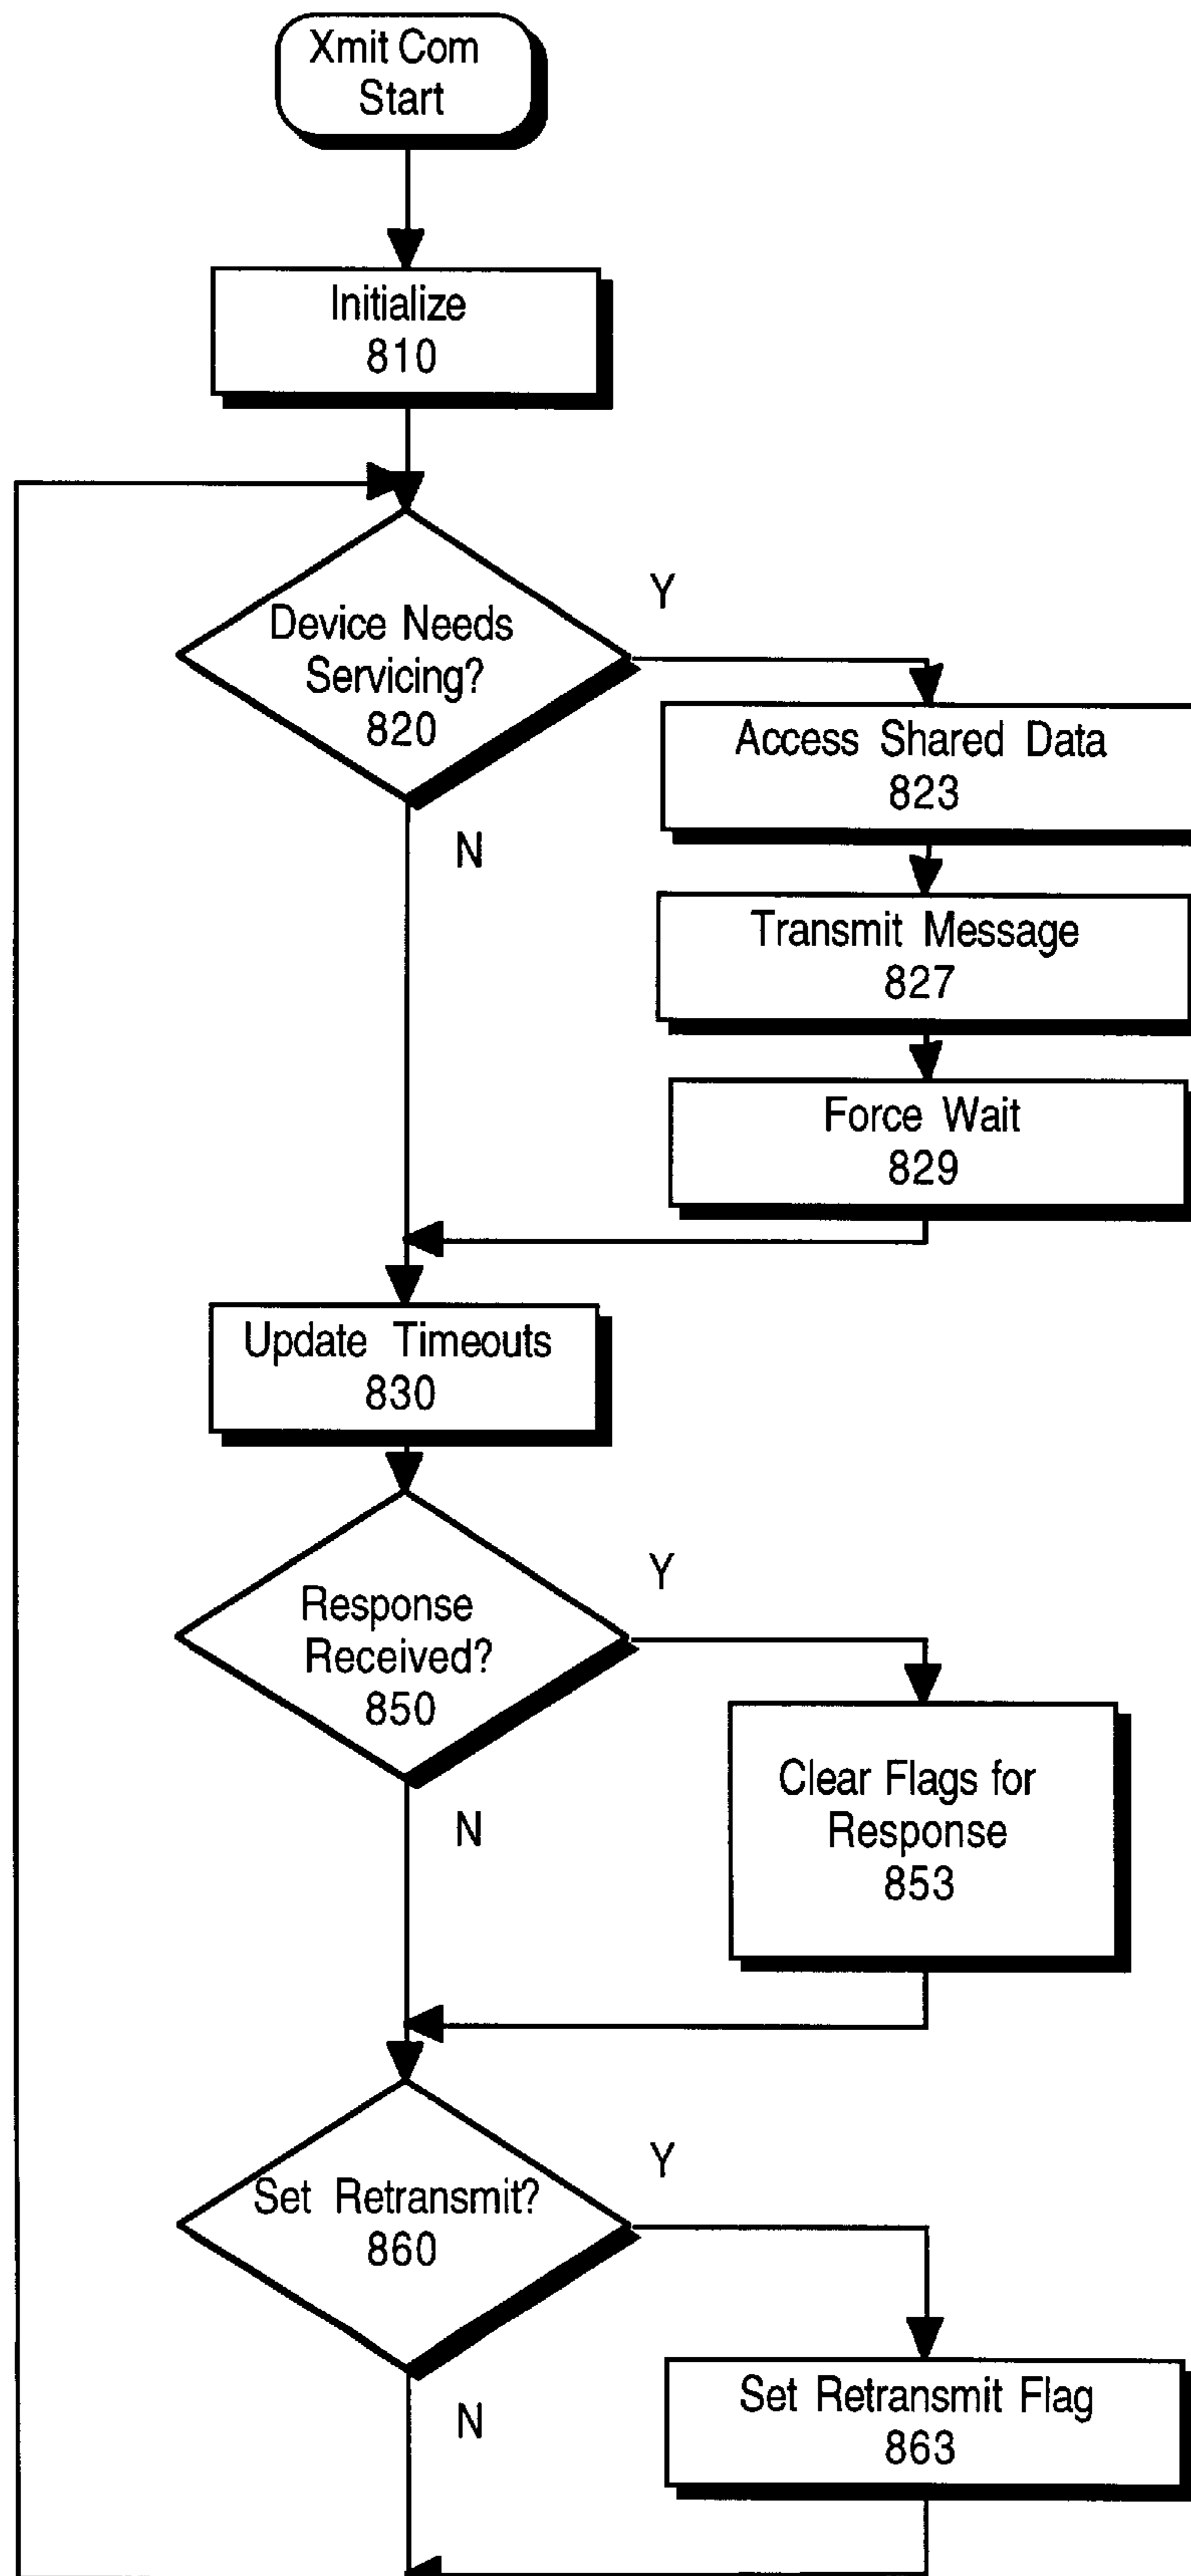 Xmit Com
Start
Initialize
810
Device Needs
Servicing?
820
Y
N
Access Shared Data
823
Transmit Message
827
Force Wait
829
Update Timeouts
830
Response
Received?
850
Y
N
Clear Flags for
Response
853
Set Retransmit?
860
Y
N
Set Retransmit Flag
863